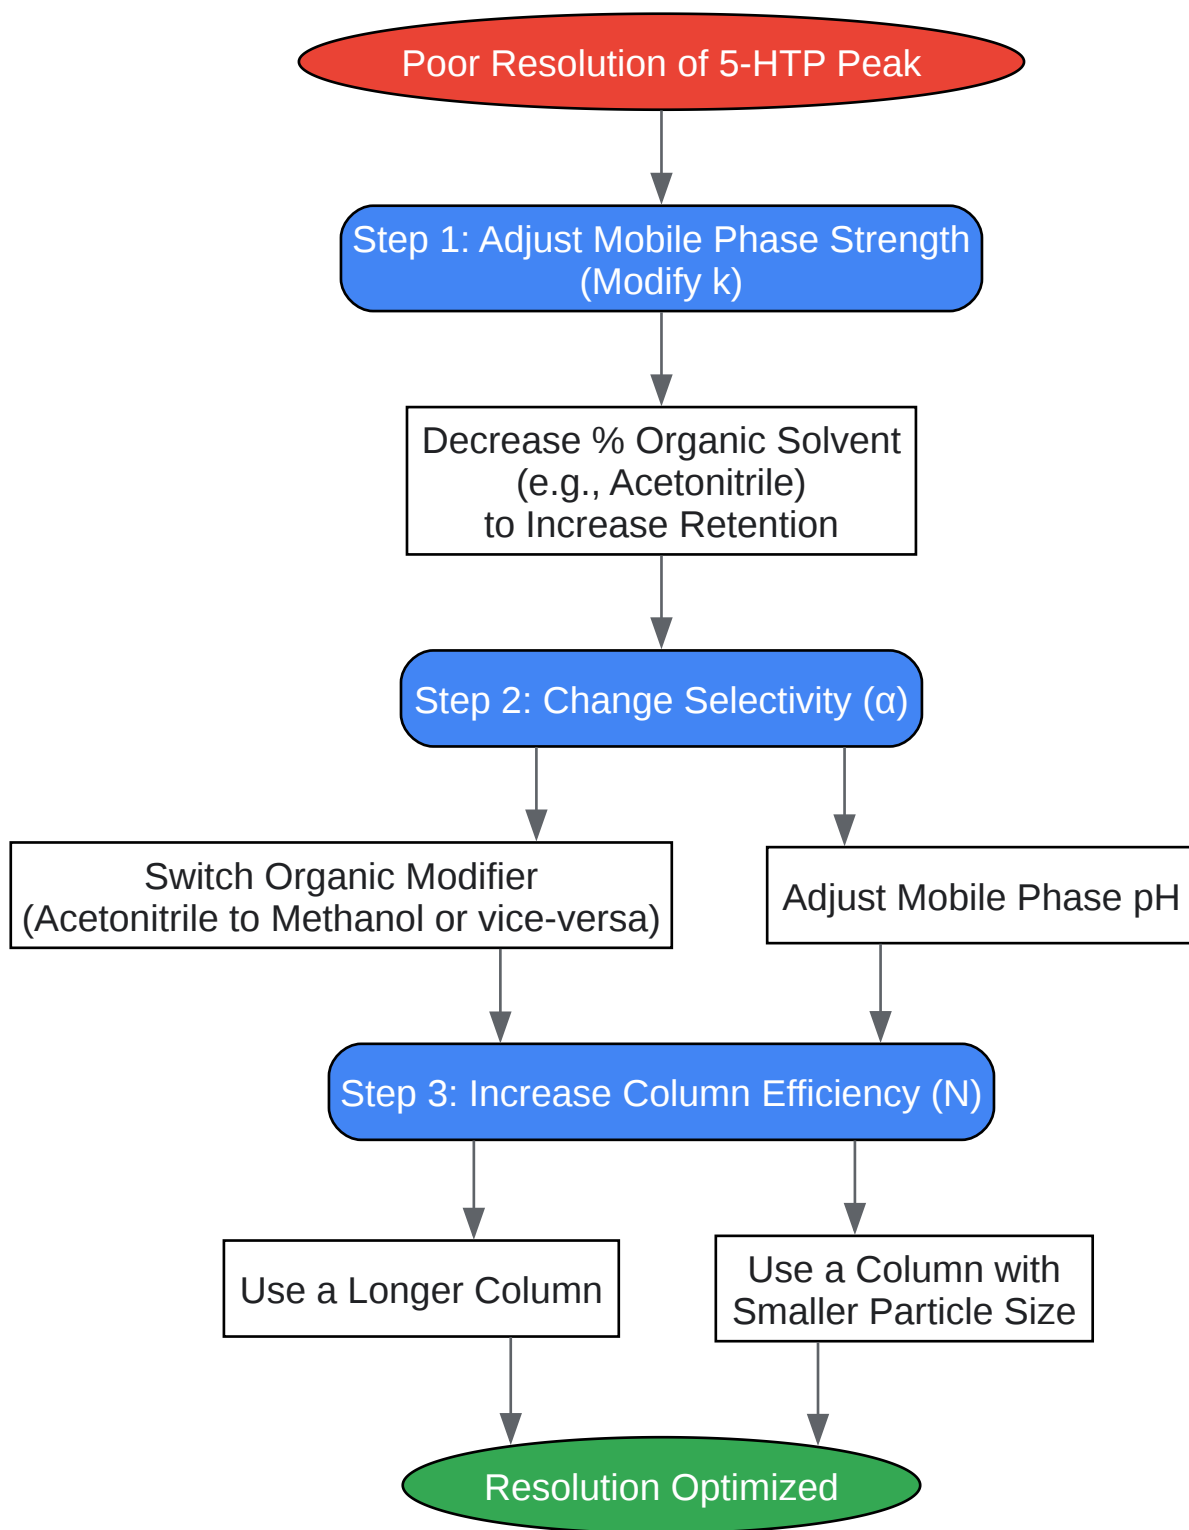 Poor Resolution of 5-HTP Peak
Step 1: Adjust Mobile Phase Strength
(Modify k)
Decrease % Organic Solvent
(e.g., Acetonitrile)
to Increase Retention
Step 2: Change Selectivity (α)
Switch Organic Modifier
(Acetonitrile to Methanol or vice-versa)
Adjust Mobile Phase pH
Step 3: Increase Column Efficiency (N)
Use a Longer Column
Use a Column with
Smaller Particle Size
Resolution Optimized